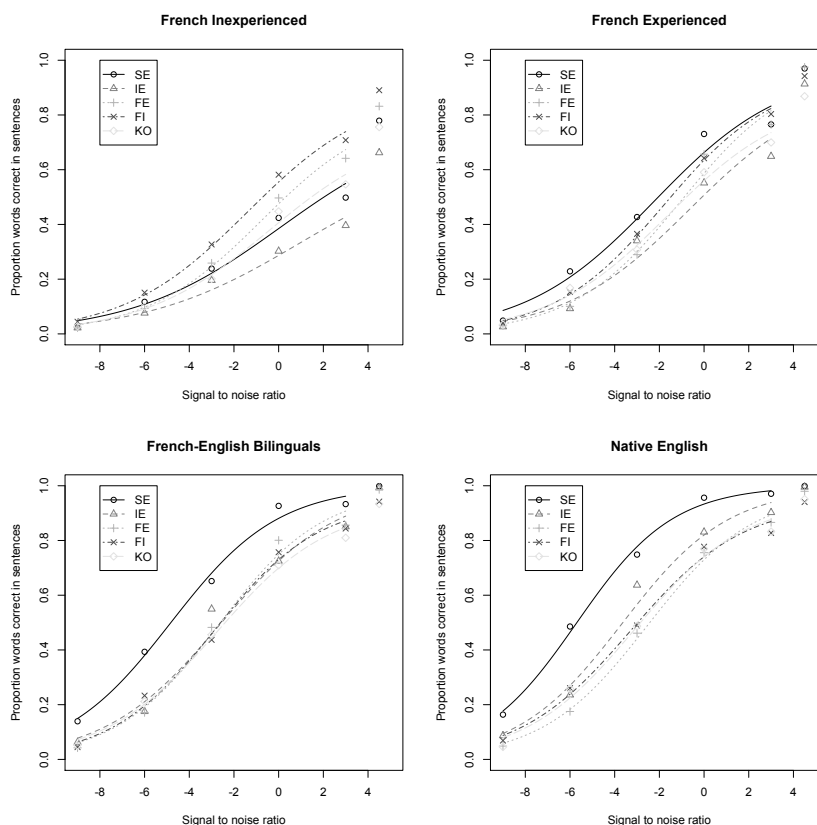 French Inexperienced
Proportion words correct in sentences
1.0
0.8
0.6
0.4
0.2
0.0
SE
IE
FE
FI
KO
-8 -6 -4 -2 0 2 4
Signal to noise ratio
French Experienced
Proportion words correct in sentences
1.0
0.8
0.6
0.4
0.2
0.0
SE
IE
FE
FI
KO
-8 -6 -4 -2 0 2 4
Signal to noise ratio
French-English Bilinguals
Proportion words correct in sentences
1.0
0.8
0.6
0.4
0.2
0.0
SE
IE
FE
FI
KO
-8 -6 -4 -2 0 2 4
Signal to noise ratio
Native English
Proportion words correct in sentences
1.0
0.8
0.6
0.4
0.2
0.0
SE
IE
FE
FI
KO
-8 -6 -4 -2 0 2 4
Signal to noise ratio